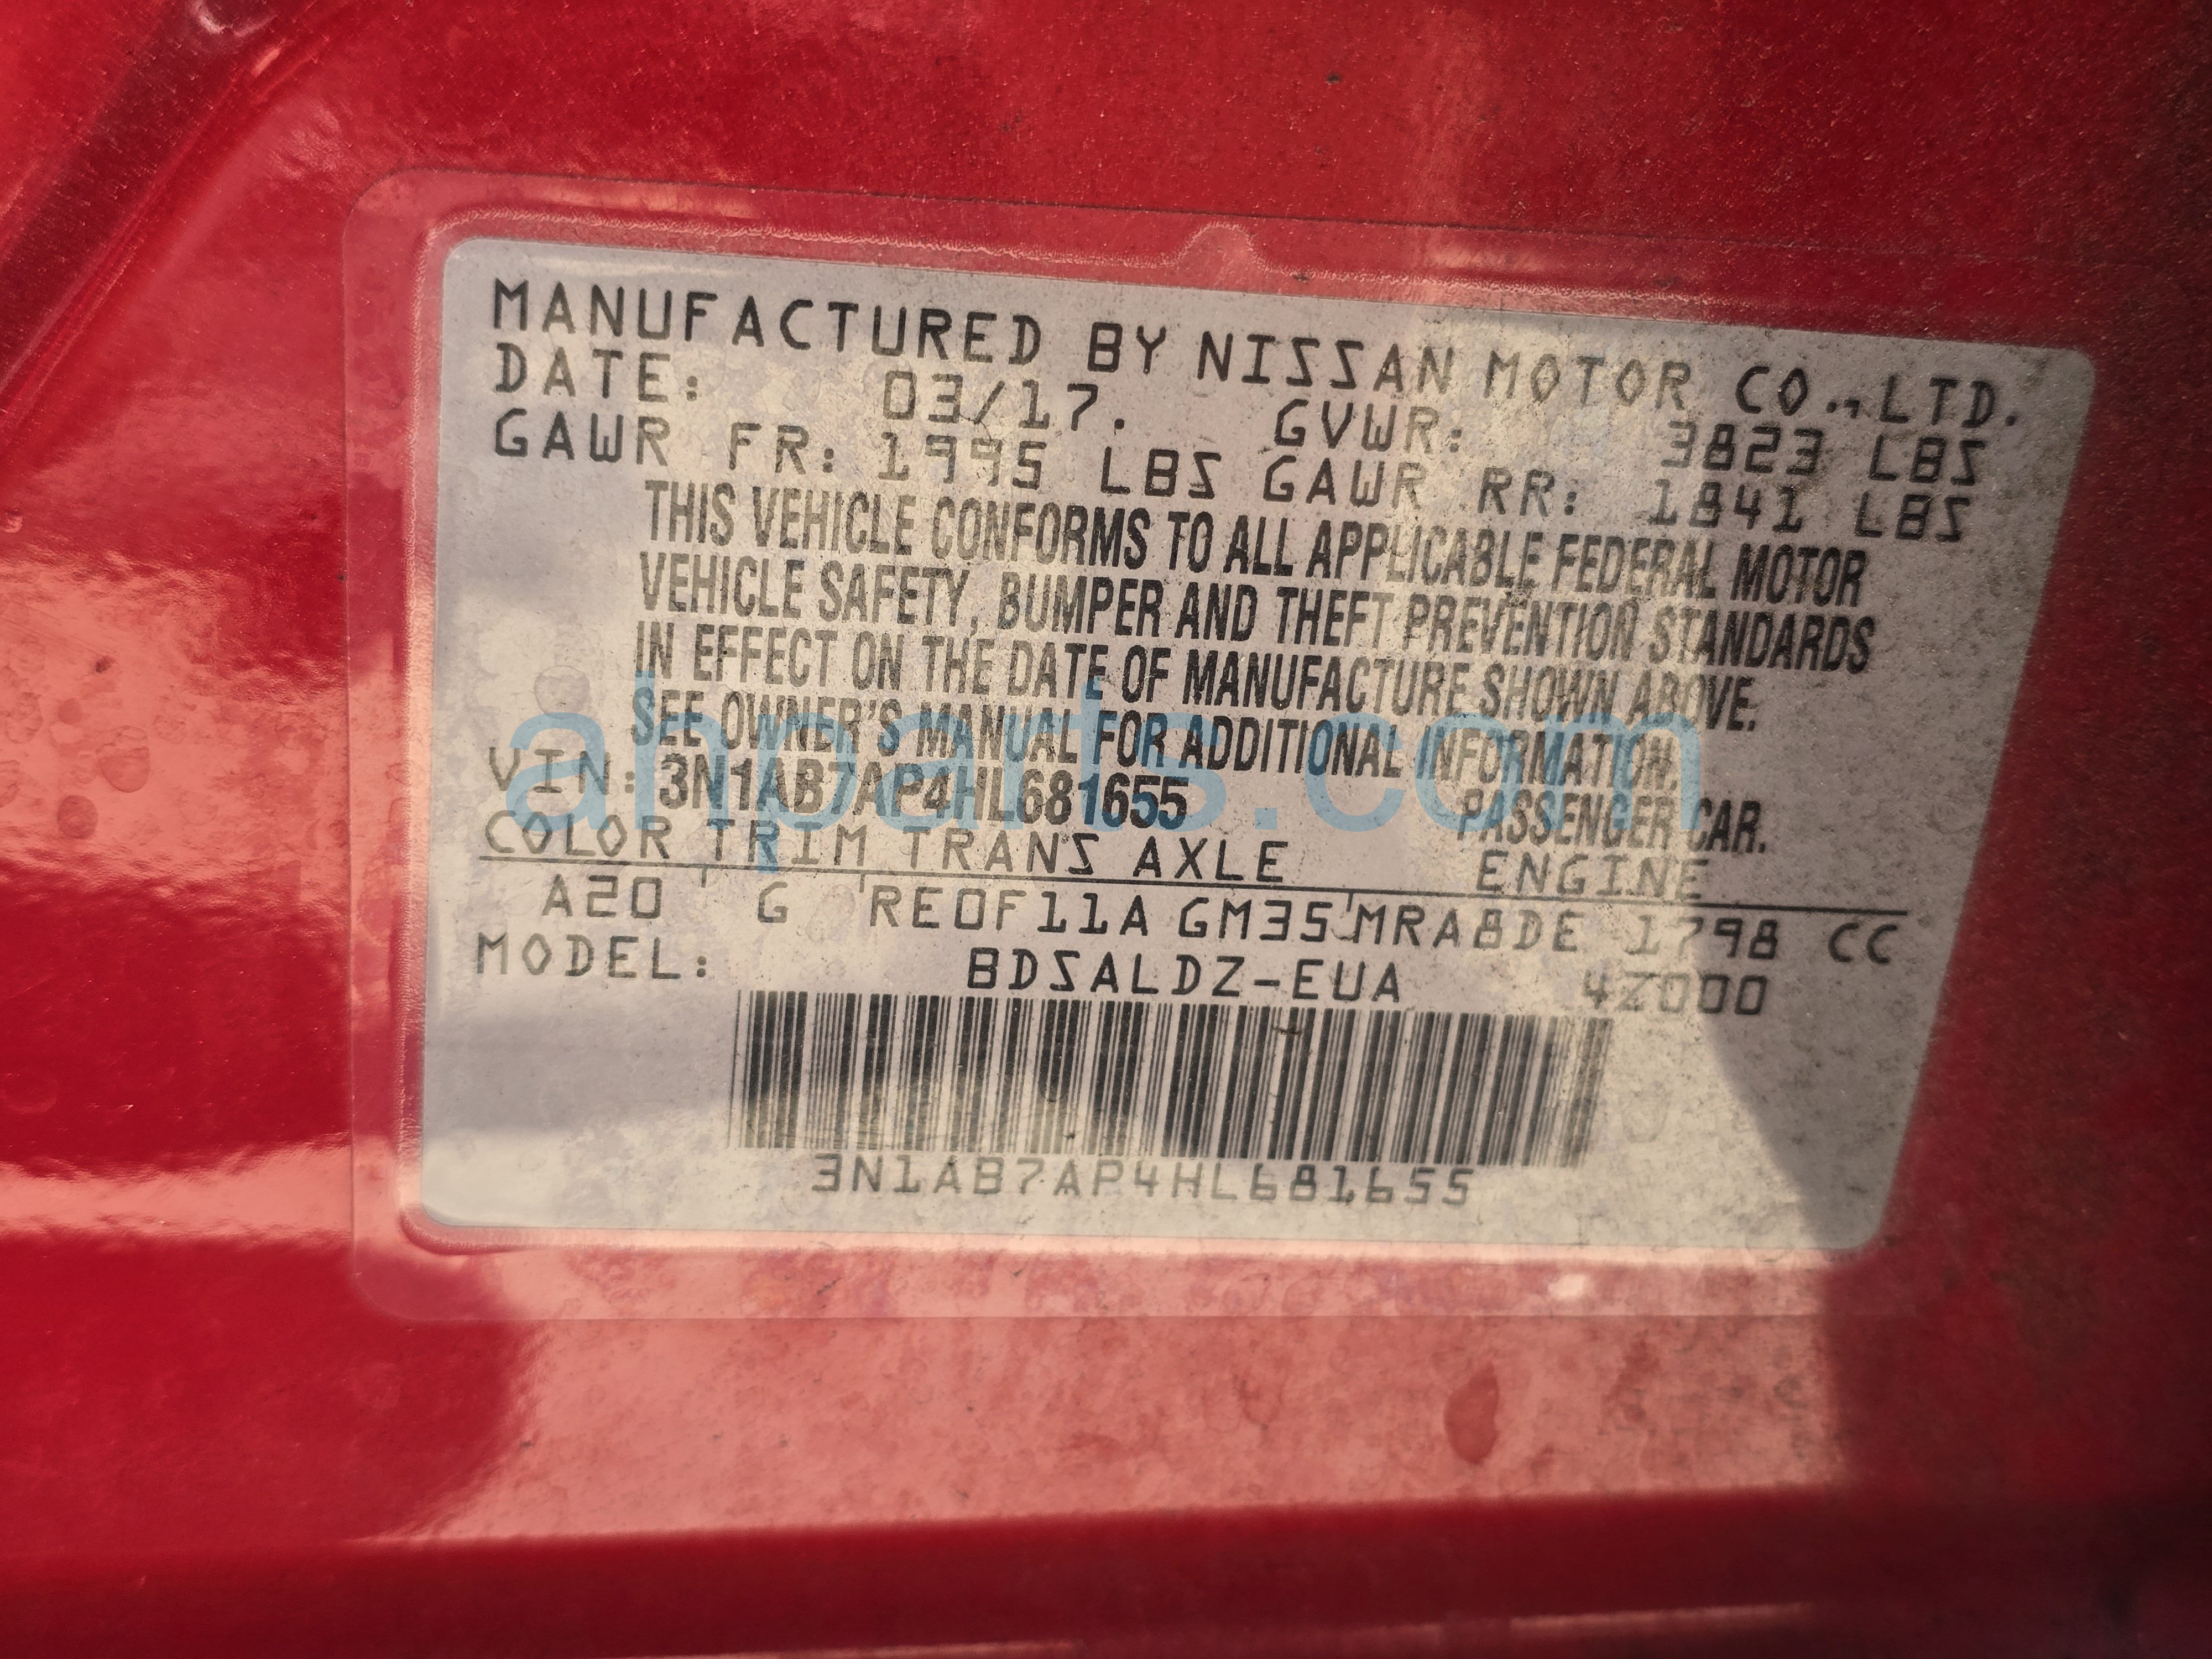 MANUFACTURED BY NISSAN MOTOR CO.,LTD.
DATE: 03/17. GVWR: 3823 LBS
GAWR FR: 1995 LBS GAWR RR: 1841 LBS
THIS VEHICLE CONFORMS TO ALL APPLICABLE FEDERAL MOTOR
VEHICLE SAFETY, BUMPER AND THEFT PREVENTION STANDARDS
IN EFFECT ON THE DATE OF MANUFACTURE SHOWN ABOVE.
SEE OWNER'S MANUAL FOR ADDITIONAL INFORMATION.
VIN: 3N1AB7AP4HL681655 PASSENGER CAR.
COLOR TRIM TRANS AXLE ENGINE
A20 G RE0F11A GM35 MRA8DE 1798 CC
MODEL: BDSALDZ-EUA 4Z000
3N1AB7AP4HL681655
ahparts.com